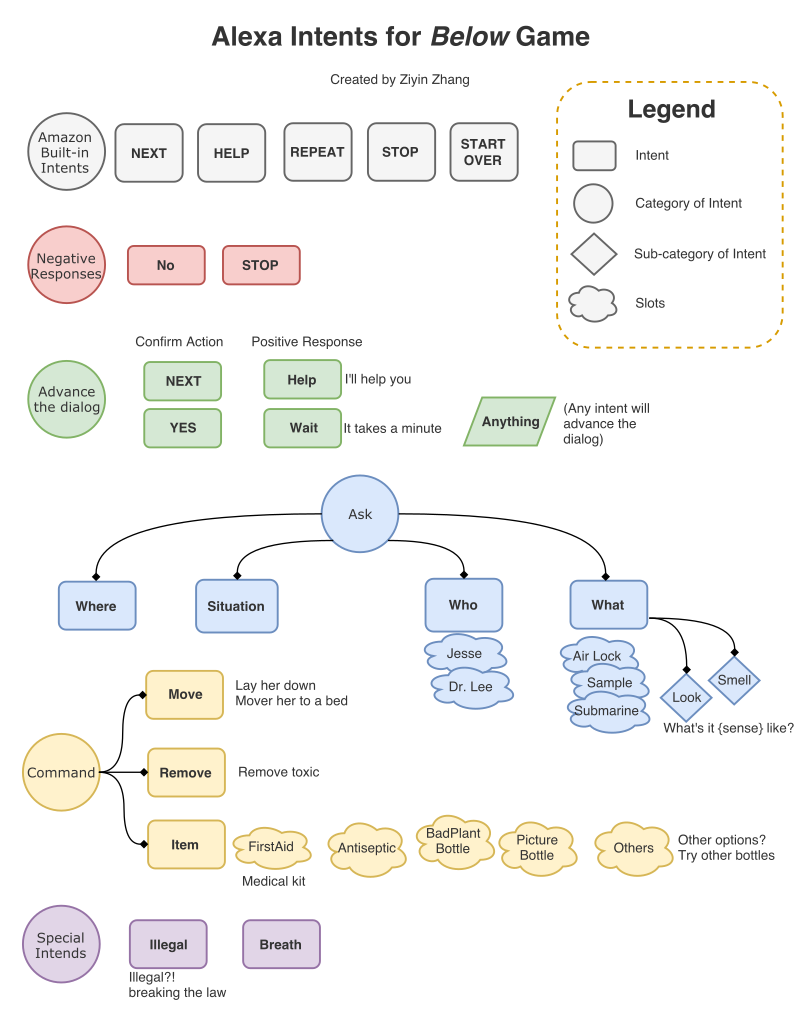 Alexa Intents for Below Game
Created by Ziyin Zhang
Legend
Intent
Category of Intent
Sub-category of Intent
Slots
Amazon
Built-in
Intents
NEXT
HELP
REPEAT
STOP
START
OVER
Negative
Responses
No
STOP
Confirm Action
Positive Response
Advance
the dialog
NEXT
Help
I'll help you
YES
Wait
It takes a minute
Anything
(Any intent will
advance the
dialog)
Ask
Where
Situation
Who
What
Jesse
Dr. Lee
Air Lock
Sample
Submarine
Look
Smell
What's it {sense} like?
Command
Move
Lay her down
Mover her to a bed
Remove
Remove toxic
Item
FirstAid
Medical kit
Antiseptic
BadPlant
Bottle
Picture
Bottle
Others
Other options?
Try other bottles
Special
Intends
Illegal
Illegal?!
breaking the law
Breath